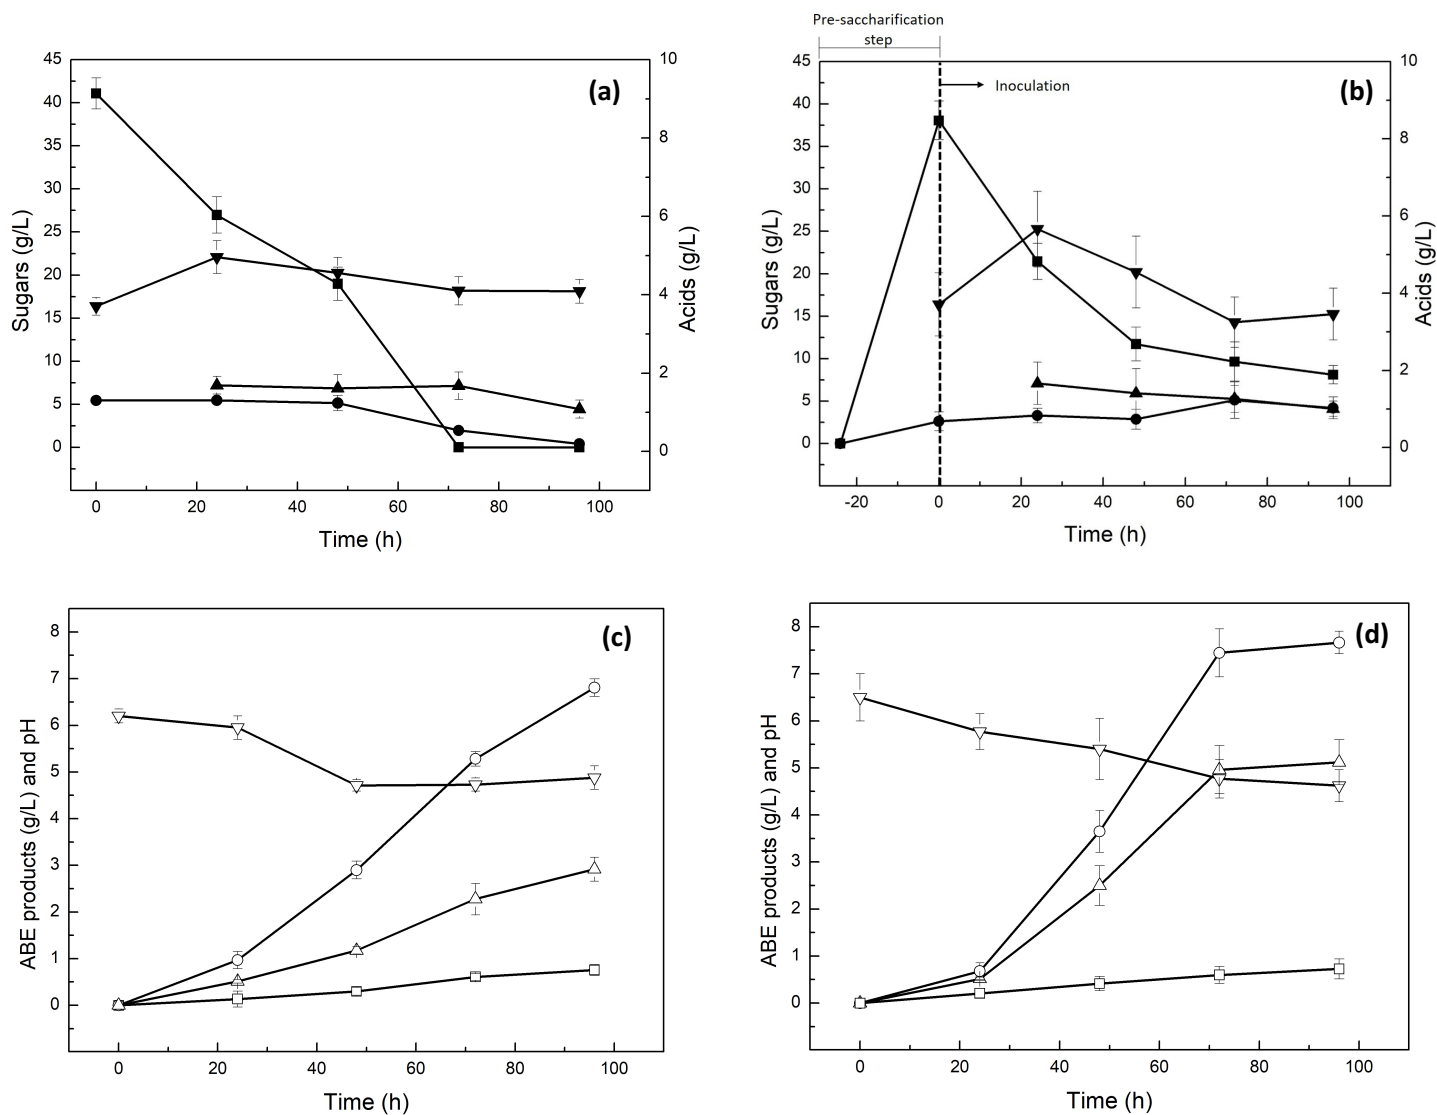 Pre-saccharification
step
(a)
45
40
35
30
25
20
15
10
5
0
Sugars (g/L)
10
8
6
4
2
0
Acids (g/L)
0 20 40 60 80 100
Time (h)
(b)
Inoculation
45
40
35
30
25
20
15
10
5
0
Sugars (g/L)
10
8
6
4
2
0
Acids (g/L)
-20 0 20 40 60 80 100
Time (h)
(c)
8
7
6
5
4
3
2
1
0
ABE products (g/L) and pH
0 20 40 60 80 100
Time (h)
(d)
8
7
6
5
4
3
2
1
0
ABE products (g/L) and pH
0 20 40 60 80 100
Time (h)